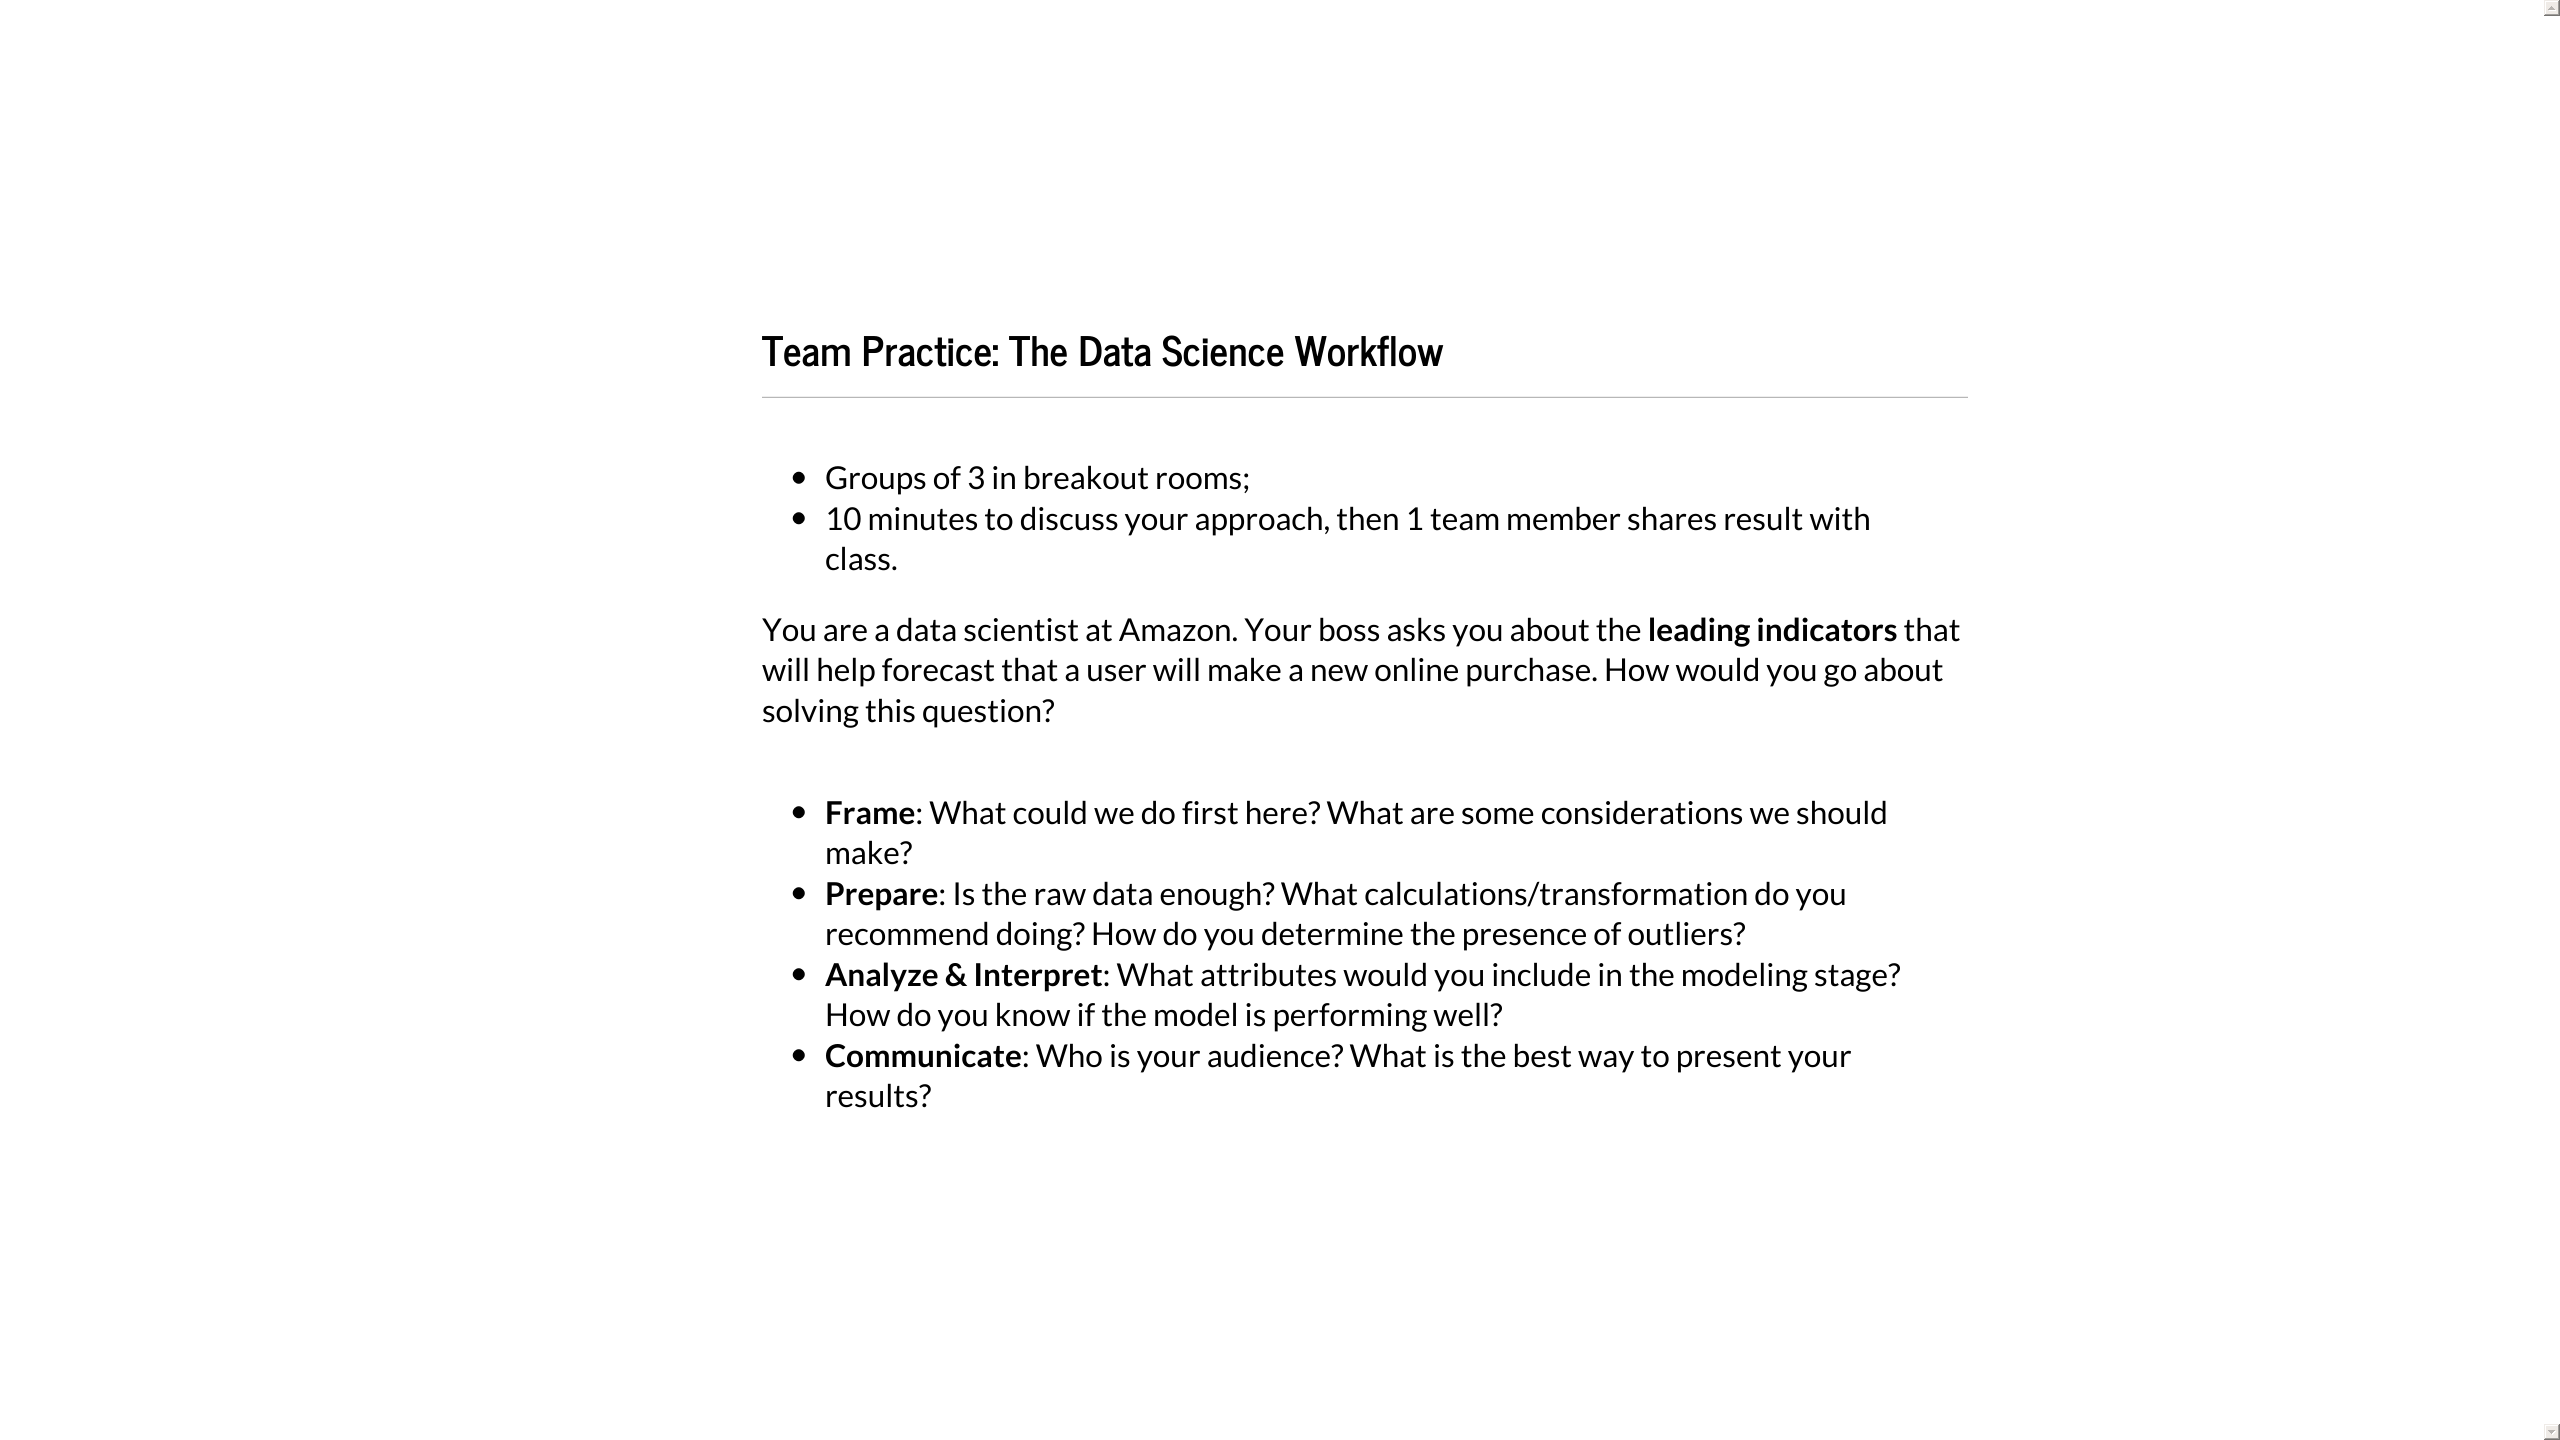 Team Practice: The Data Science Workflow
Groups of 3 in breakout rooms;
10 minutes to discuss your approach, then 1 team member shares result with
class.
You are a data scientist at Amazon. Your boss asks you about the leading indicators that
will help forecast that a user will make a new online purchase. How would you go about
solving this question?
Frame: What could we do first here? What are some considerations we should
make?
Prepare: Is the raw data enough? What calculations/transformation do you
recommend doing? How do you determine the presence of outliers?
Analyze & Interpret: What attributes would you include in the modeling stage?
How do you know if the model is performing well?
Communicate: Who is your audience? What is the best way to present your
results?